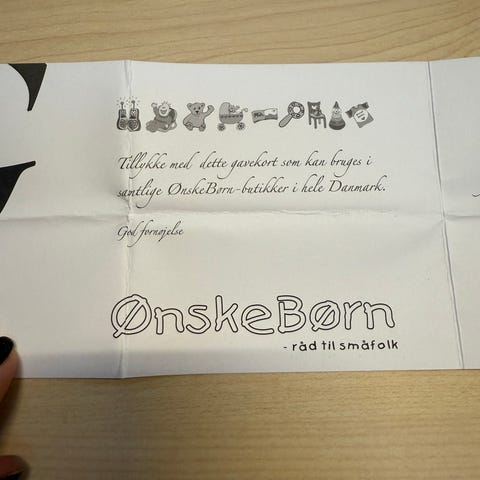 Tillykke med dette gavekort som kan bruges i
samtlige ØnskeBørn-butikker i hele Danmark.
God fornøjelse
ØnskeBørn
- råd til småfolk